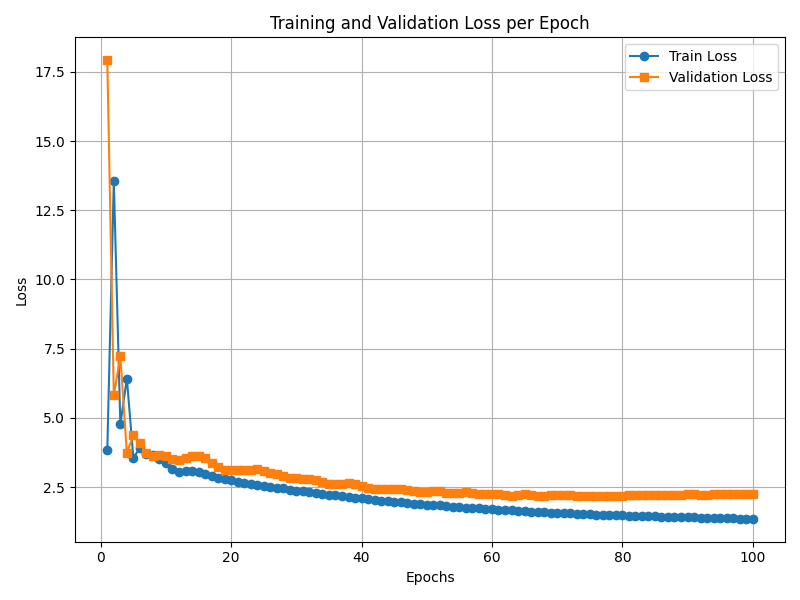 Training and Validation Loss per Epoch
Train Loss
Validation Loss
17.5
15.0
12.5
10.0
7.5
5.0
2.5
Loss
0 20 40 60 80 100
Epochs